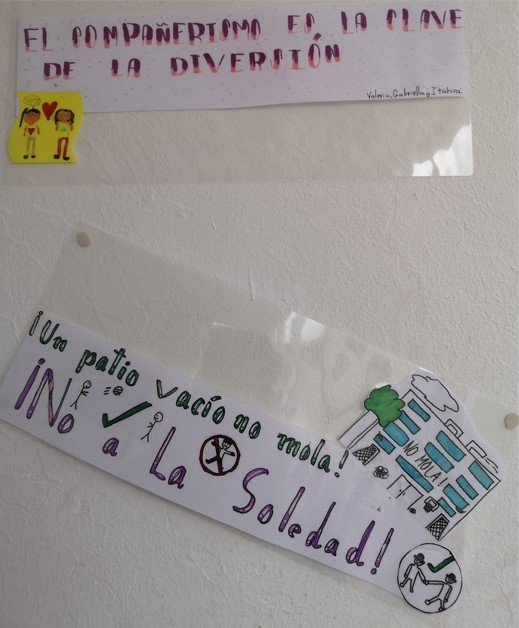 EL COMPAÑERISMO ES LA CLAVE
DE LA DIVERSIÓN
Valeria, Gabriella y Itatiza
¡Un patio vacío no mola!
¡No a La Soledad!
NO MOLA!